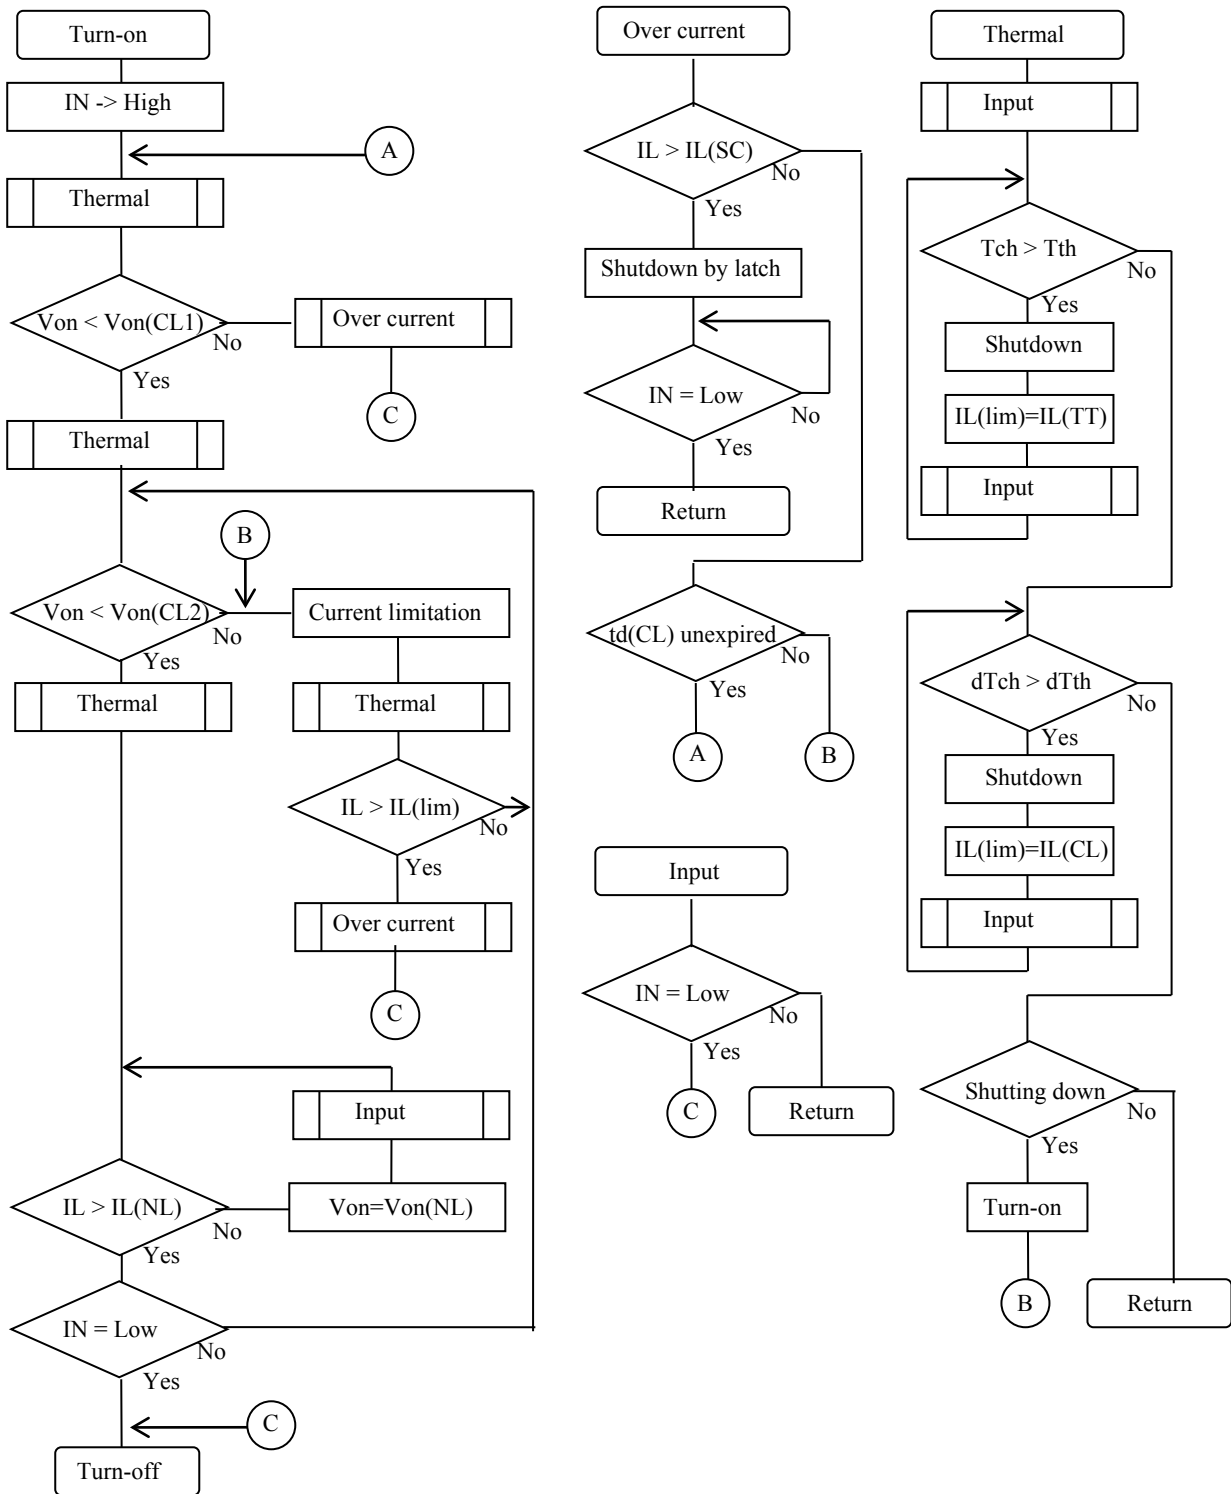 Turn-on
IN -> High
A
Thermal
Von < Von(CL1)
No
Yes
Over current
C
Thermal
B
Von < Von(CL2)
No
Yes
Current limitation
Thermal
Thermal
IL > IL(lim)
No
Yes
Over current
C
Input
Von=Von(NL)
IL > IL(NL)
No
Yes
IN = Low
No
Yes
C
Turn-off
Over current
IL > IL(SC)
No
Yes
Shutdown by latch
IN = Low
No
Yes
Return
td(CL) unexpired
No
Yes
A
B
Input
IN = Low
No
Yes
C
Return
Thermal
Input
Tch > Tth
No
Yes
Shutdown
IL(lim)=IL(TT)
Input
dTch > dTth
No
Yes
Shutdown
IL(lim)=IL(CL)
Input
Shutting down
No
Yes
Turn-on
B
Return